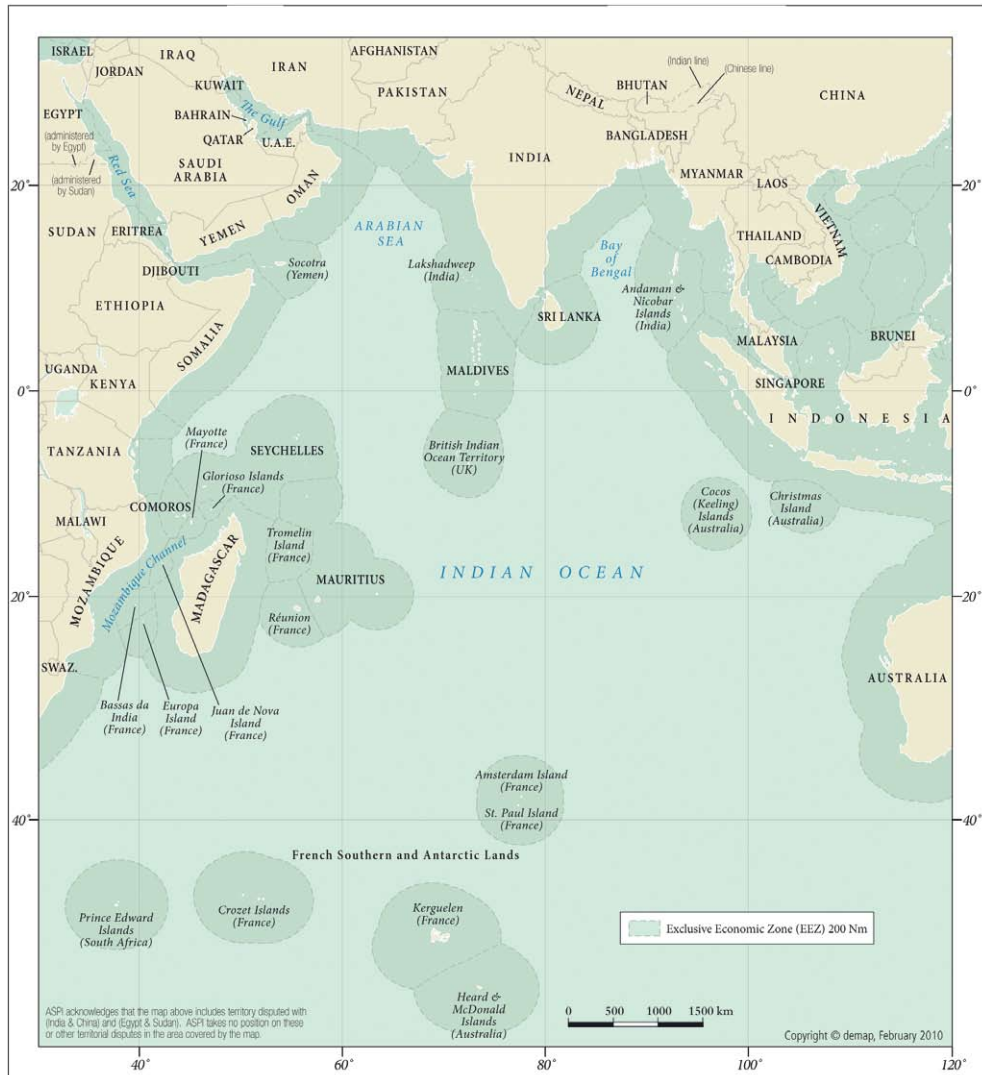 ISRAEL
JORDAN
IRAQ
IRAN
AFGHANISTAN
PAKISTAN
KUWAIT
BAHRAIN
QATAR
The Gulf
U.A.E.
EGYPT
(administered
by Egypt)
(administered
by Sudan)
Red Sea
SAUDI
ARABIA
OMAN
YEMEN
NEPAL
BHUTAN
(Indian line)
(Chinese line)
CHINA
BANGLADESH
INDIA
MYANMAR
LAOS
VIETNAM
THAILAND
CAMBODIA
20°
20°
SUDAN
ERITREA
DJIBOUTI
ETHIOPIA
SOMALIA
ARABIAN
SEA
Socotra
(Yemen)
Lakshadweep
(India)
Bay
of
Bengal
Andaman &
Nicobar
Islands
(India)
SRI LANKA
MALDIVES
MALAYSIA
BRUNEI
SINGAPORE
INDONESIA
UGANDA
KENYA
0°
0°
TANZANIA
Mayotte
(France)
SEYCHELLES
Glorioso Islands
(France)
COMOROS
British Indian
Ocean Territory
(UK)
Cocos
(Keeling)
Islands
(Australia)
Christmas
Island
(Australia)
MALAWI
MOZAMBIQUE
Mozambique Channel
MADAGASCAR
Tromelin
Island
(France)
MAURITIUS
Réunion
(France)
INDIAN OCEAN
20°
20°
SWAZ.
Bassas da
India
(France)
Europa
Island
(France)
Juan de Nova
Island
(France)
AUSTRALIA
Amsterdam Island
(France)
St. Paul Island
(France)
40°
40°
French Southern and Antarctic Lands
Prince Edward
Islands
(South Africa)
Crozet Islands
(France)
Kerguelen
(France)
Heard &
McDonald
Islands
(Australia)
Exclusive Economic Zone (EEZ) 200 Nm
0 500 1000 1500 km
ASPI acknowledges that the map above includes territory disputed with
(India & China) and (Egypt & Sudan). ASPI takes no position on these
or other territorial disputes in the area covered by the map.
Copyright © demap, February 2010
40° 60° 80° 100° 120°